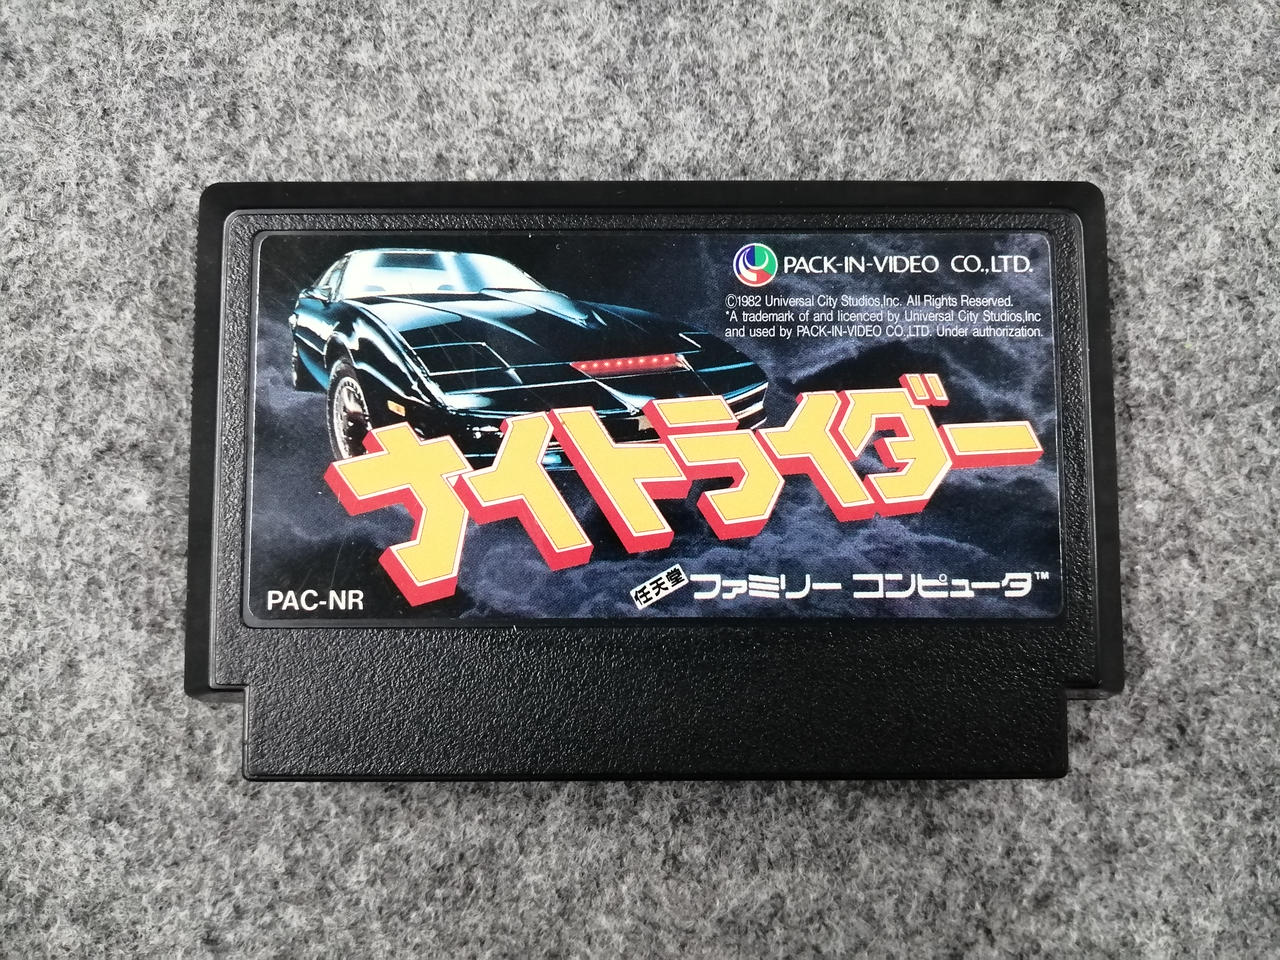 PACK-IN-VIDEO CO.,LTD.
©1982 Universal City Studios,Inc. All Rights Reserved.
*A trademark of and licenced by Universal City Studios,Inc
and used by PACK-IN-VIDEO CO.,LTD. Under authorization.
ナイトライダー
PAC-NR
任天堂 ファミリー コンピュータ™